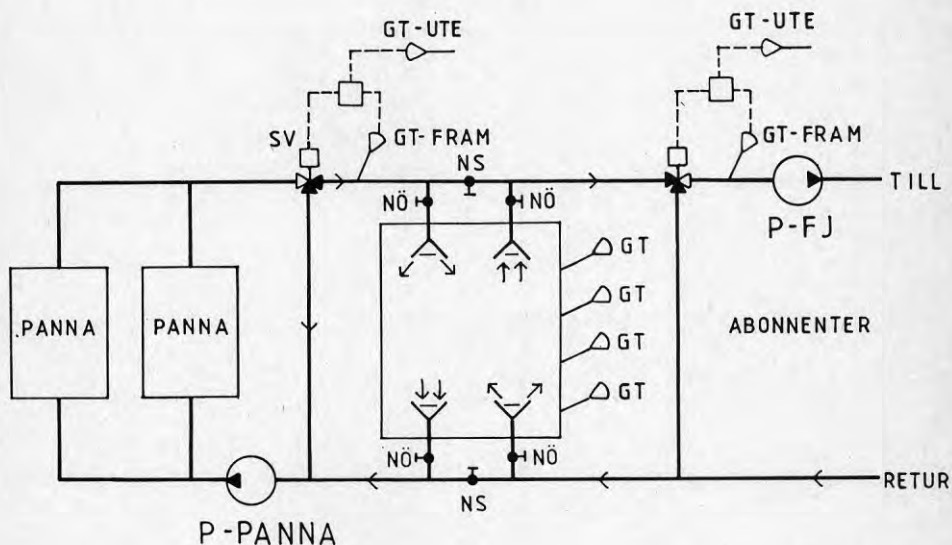 GT-UTE
GT-UTE
SV
GT-FRAM
GT-FRAM
NS
TILL
NÖ
NÖ
P-FJ
GT
GT
PANNA
PANNA
ABONNENTER
GT
GT
NÖ
NÖ
NS
RETUR
P-PANNA